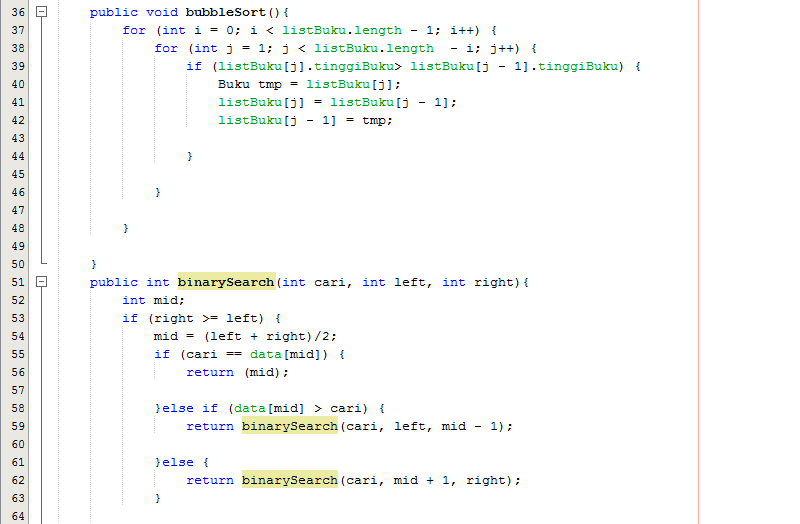 36 public void bubbleSort(){
37 for (int i = 0; i < listBuku.length - 1; i++) {
38 for (int j = 1; j < listBuku.length  - i; j++) {
39 if (listBuku[j].tinggiBuku> listBuku[j - 1].tinggiBuku) {
40 Buku tmp = listBuku[j];
41 listBuku[j] = listBuku[j - 1];
42 listBuku[j - 1] = tmp;
43
44 }
45
46 }
47
48 }
49
50 }
51 public int binarySearch(int cari, int left, int right){
52 int mid;
53 if (right >= left) {
54 mid = (left + right)/2;
55 if (cari == data[mid]) {
56 return (mid);
57
58 }else if (data[mid] > cari) {
59 return binarySearch(cari, left, mid - 1);
60
61 }else {
62 return binarySearch(cari, mid + 1, right);
63 }
64